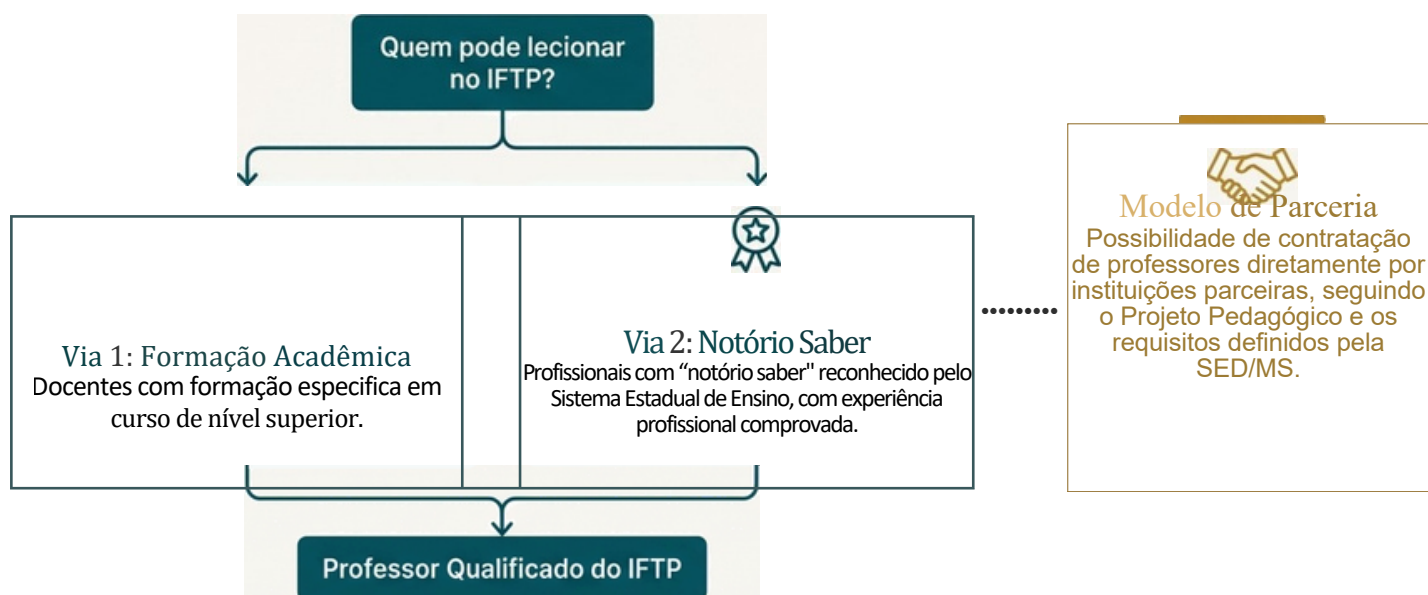 Quem pode lecionar
no IFTP?
Via 1: Formação Acadêmica
Docentes com formação especifica em
curso de nível superior.
Via 2: Notório Saber
Profissionais com “notório saber" reconhecido pelo
Sistema Estadual de Ensino, com experiência
profissional comprovada.
Modelo de Parceria
Possibilidade de contratação
de professores diretamente por
instituições parceiras, seguindo
o Projeto Pedagógico e os
requisitos definidos pela
SED/MS.
Professor Qualificado do IFTP